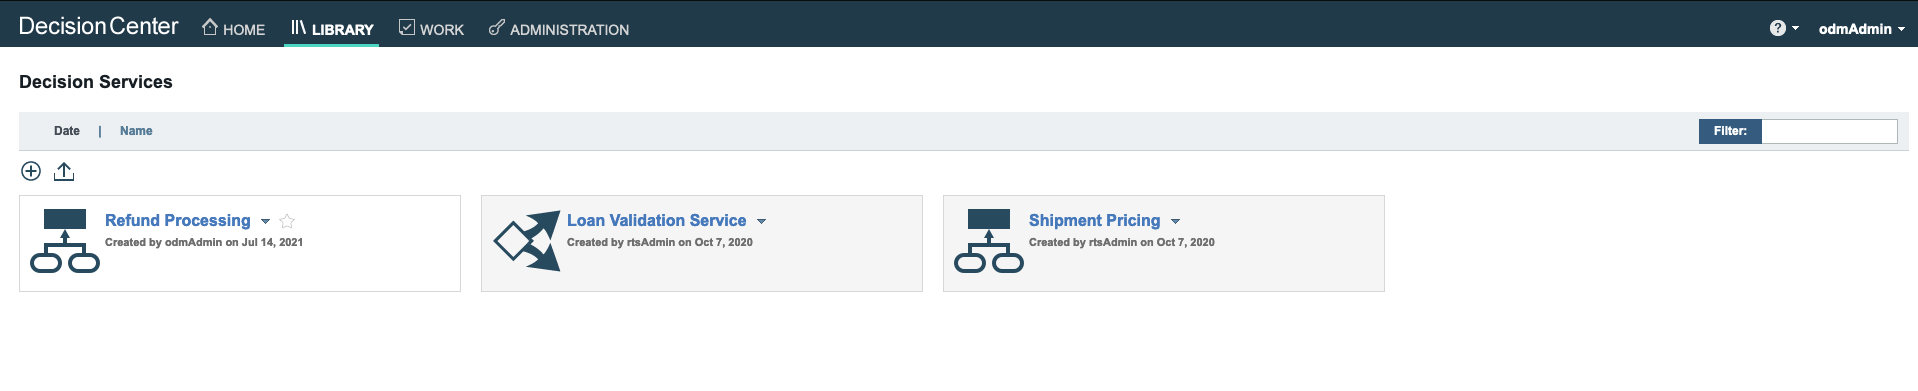 Decision Center HOME LIBRARY WORK ADMINISTRATION ? odmAdmin
Decision Services
Date | Name Filter:
Refund Processing Loan Validation Service Shipment Pricing
Created by odmAdmin on Jul 14, 2021 Created by rtsAdmin on Oct 7, 2020 Created by rtsAdmin on Oct 7, 2020